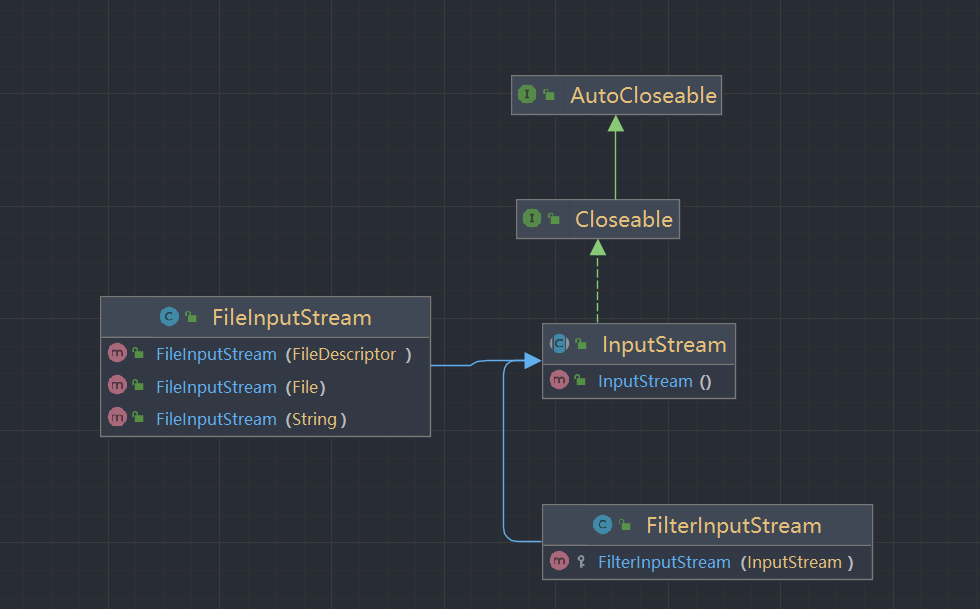 AutoCloseable
Closeable
FileInputStream
FileInputStream (FileDescriptor )
FileInputStream (File)
FileInputStream (String )
InputStream
InputStream ()
FilterInputStream
FilterInputStream (InputStream )